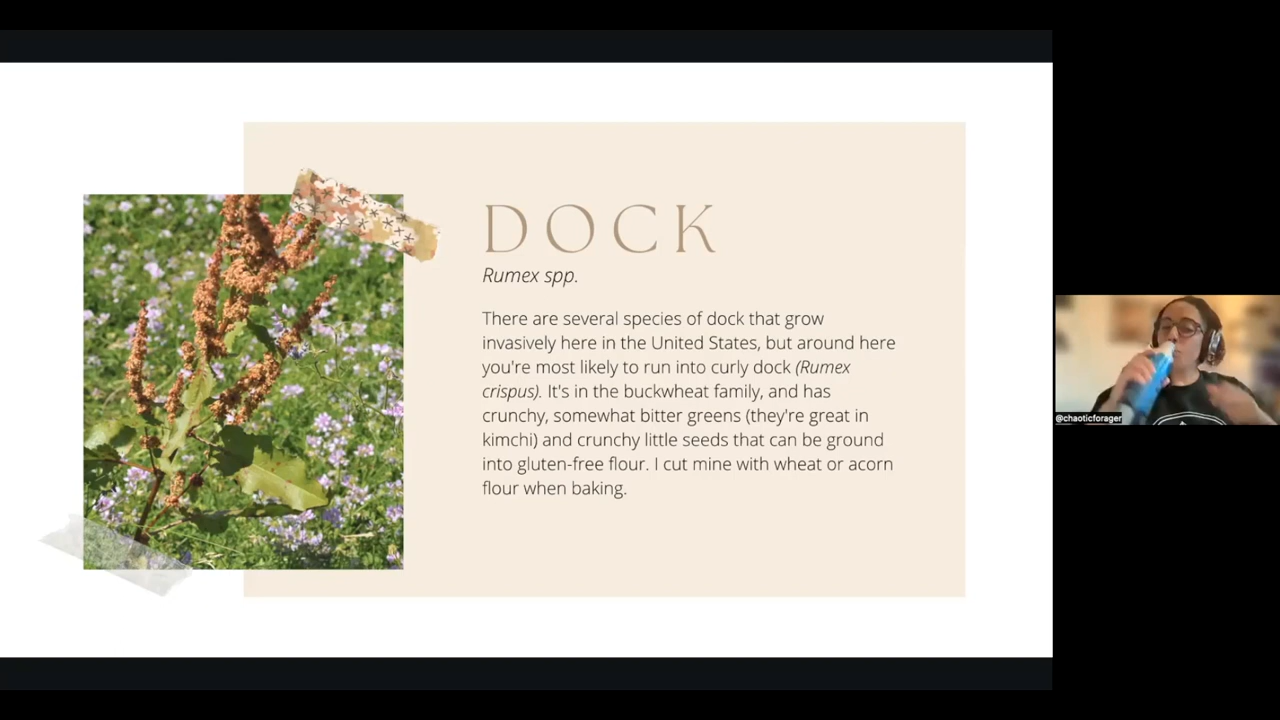 DOCK
Rumex spp.
There are several species of dock that grow
invasively here in the United States, but around here
you're most likely to run into curly dock (Rumex
crispus). It's in the buckwheat family, and has
crunchy, somewhat bitter greens (they're great in
kimchi) and crunchy little seeds that can be ground
into gluten-free flour. I cut mine with wheat or acorn
flour when baking.
@chaoticforager